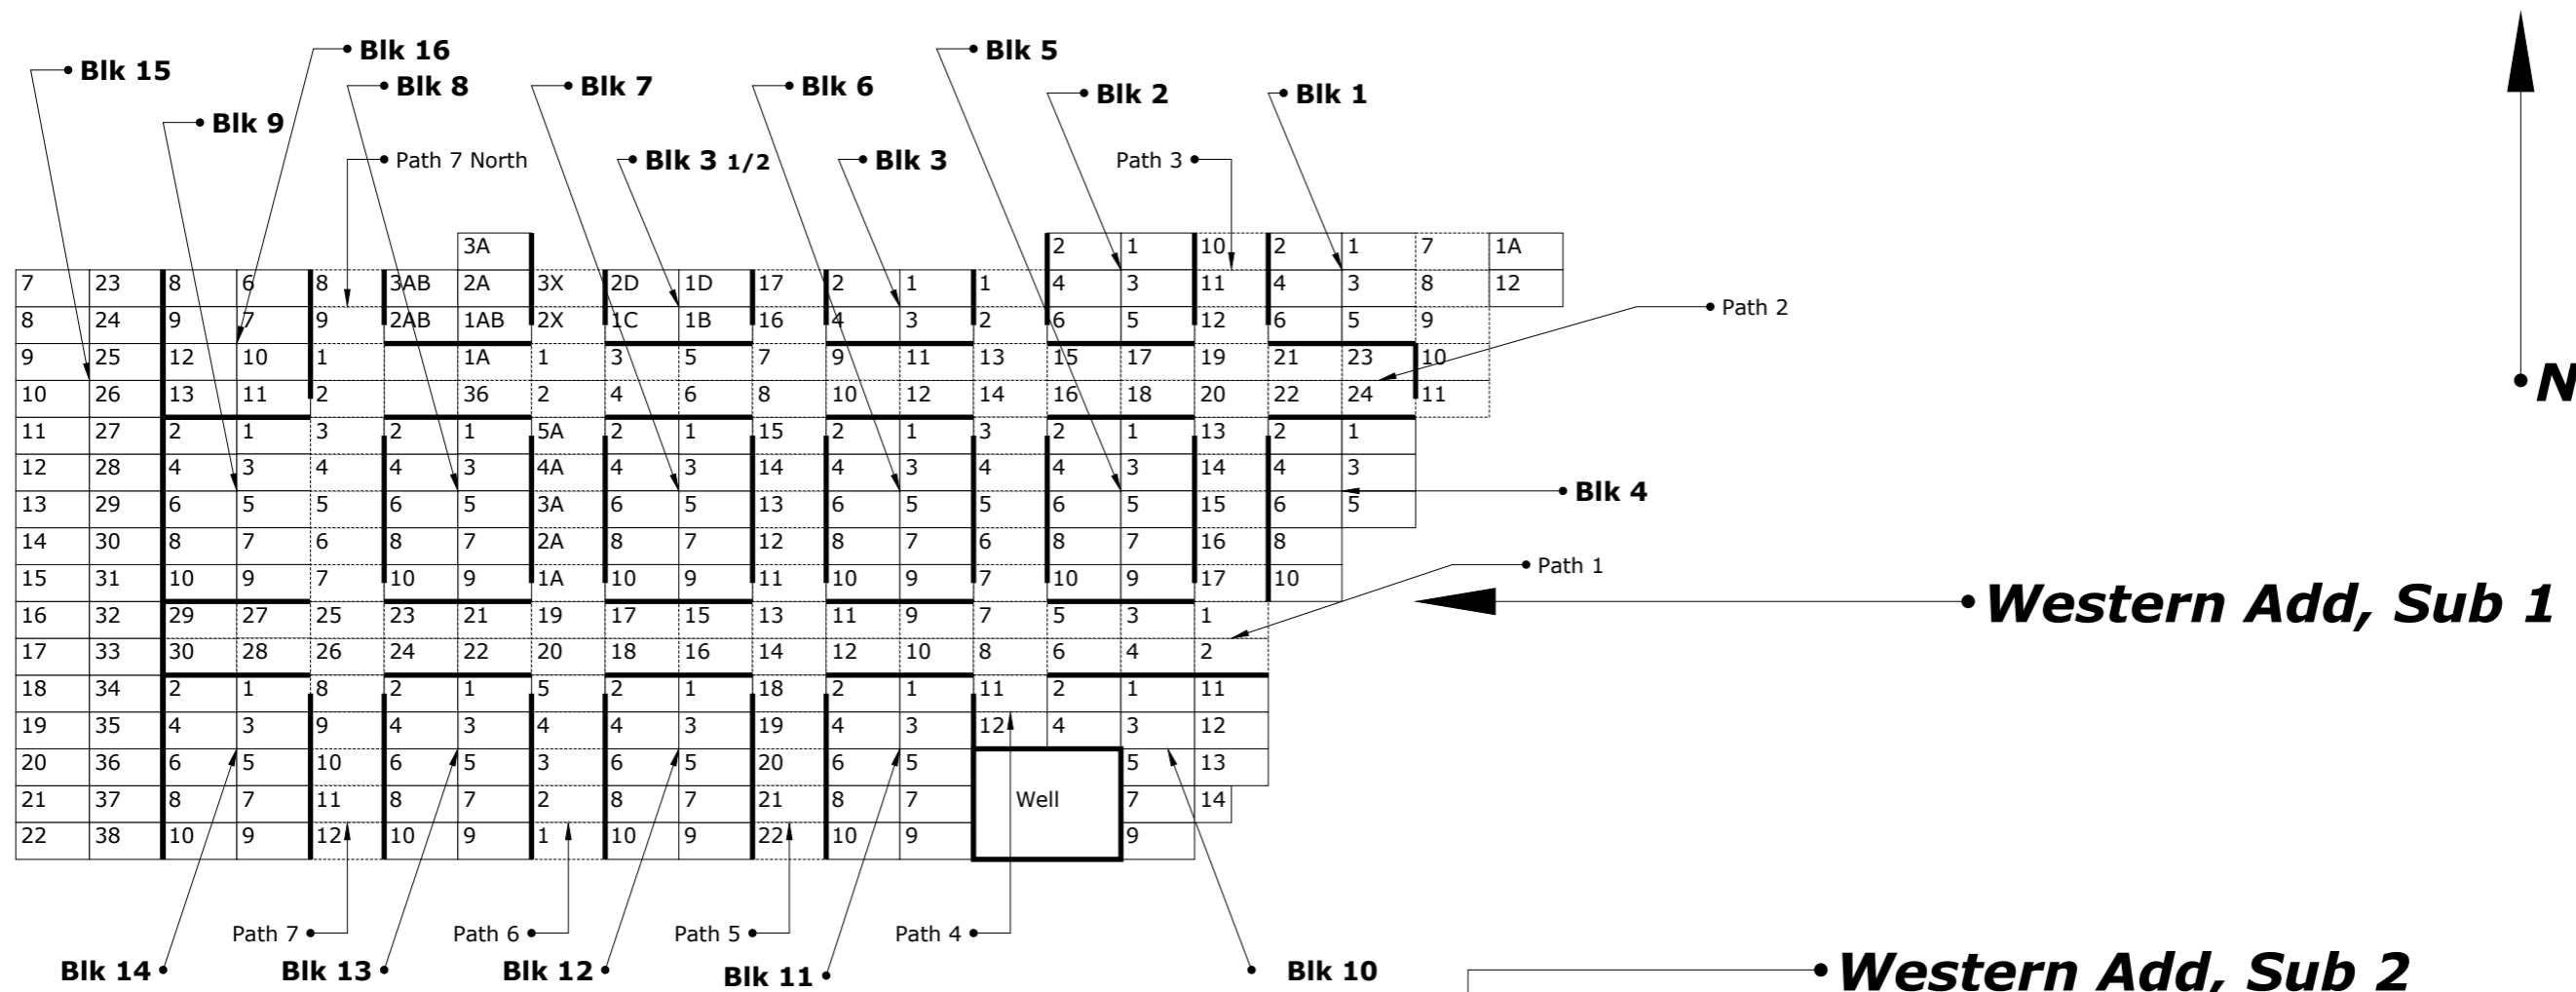 Blk 16 Blk 5
Blk 15 Blk 8 Blk 7 Blk 6 Blk 2 Blk 1
Blk 9
Path 7 North Blk 3 1/2 Blk 3 Path 3
3A 2 1 10 2 1 7 1A
7 23 8 6 8 3AB 2A 3X 2D 1D 17 2 1 1 4 3 11 4 3 8 12
8 24 9 7 9 2AB 1AB 2X 1C 1B 16 4 3 2 6 5 12 6 5 9 Path 2
9 25 12 10 1 1A 1 3 5 7 9 11 13 15 17 19 21 23 10
10 26 13 11 2 36 2 4 6 8 10 12 14 16 18 20 22 24 11 N
11 27 2 1 3 2 1 5A 2 1 15 2 1 3 2 1 13 2 1
12 28 4 3 4 4 3 4A 4 3 14 4 3 4 4 3 14 4 3
13 29 6 5 5 6 5 3A 6 5 13 6 5 5 6 5 15 6 5 Blk 4
14 30 8 7 6 8 7 2A 8 7 12 8 7 6 8 7 16 8
15 31 10 9 7 10 9 1A 10 9 11 10 9 7 10 9 17 10 Path 1
16 32 29 27 25 23 21 19 17 15 13 11 9 7 5 3 1 Western Add, Sub 1
17 33 30 28 26 24 22 20 18 16 14 12 10 8 6 4 2
18 34 2 1 8 2 1 5 2 1 18 2 1 11 2 1 11
19 35 4 3 9 4 3 4 4 3 19 4 3 12 4 3 12
20 36 6 5 10 6 5 3 6 5 20 6 5 5 13
21 37 8 7 11 8 7 2 8 7 21 8 7 Well 7 14
22 38 10 9 12 10 9 1 10 9 22 10 9 9
Path 7 Path 6 Path 5 Path 4
Blk 14 Blk 13 Blk 12 Blk 11 Blk 10 Western Add, Sub 2